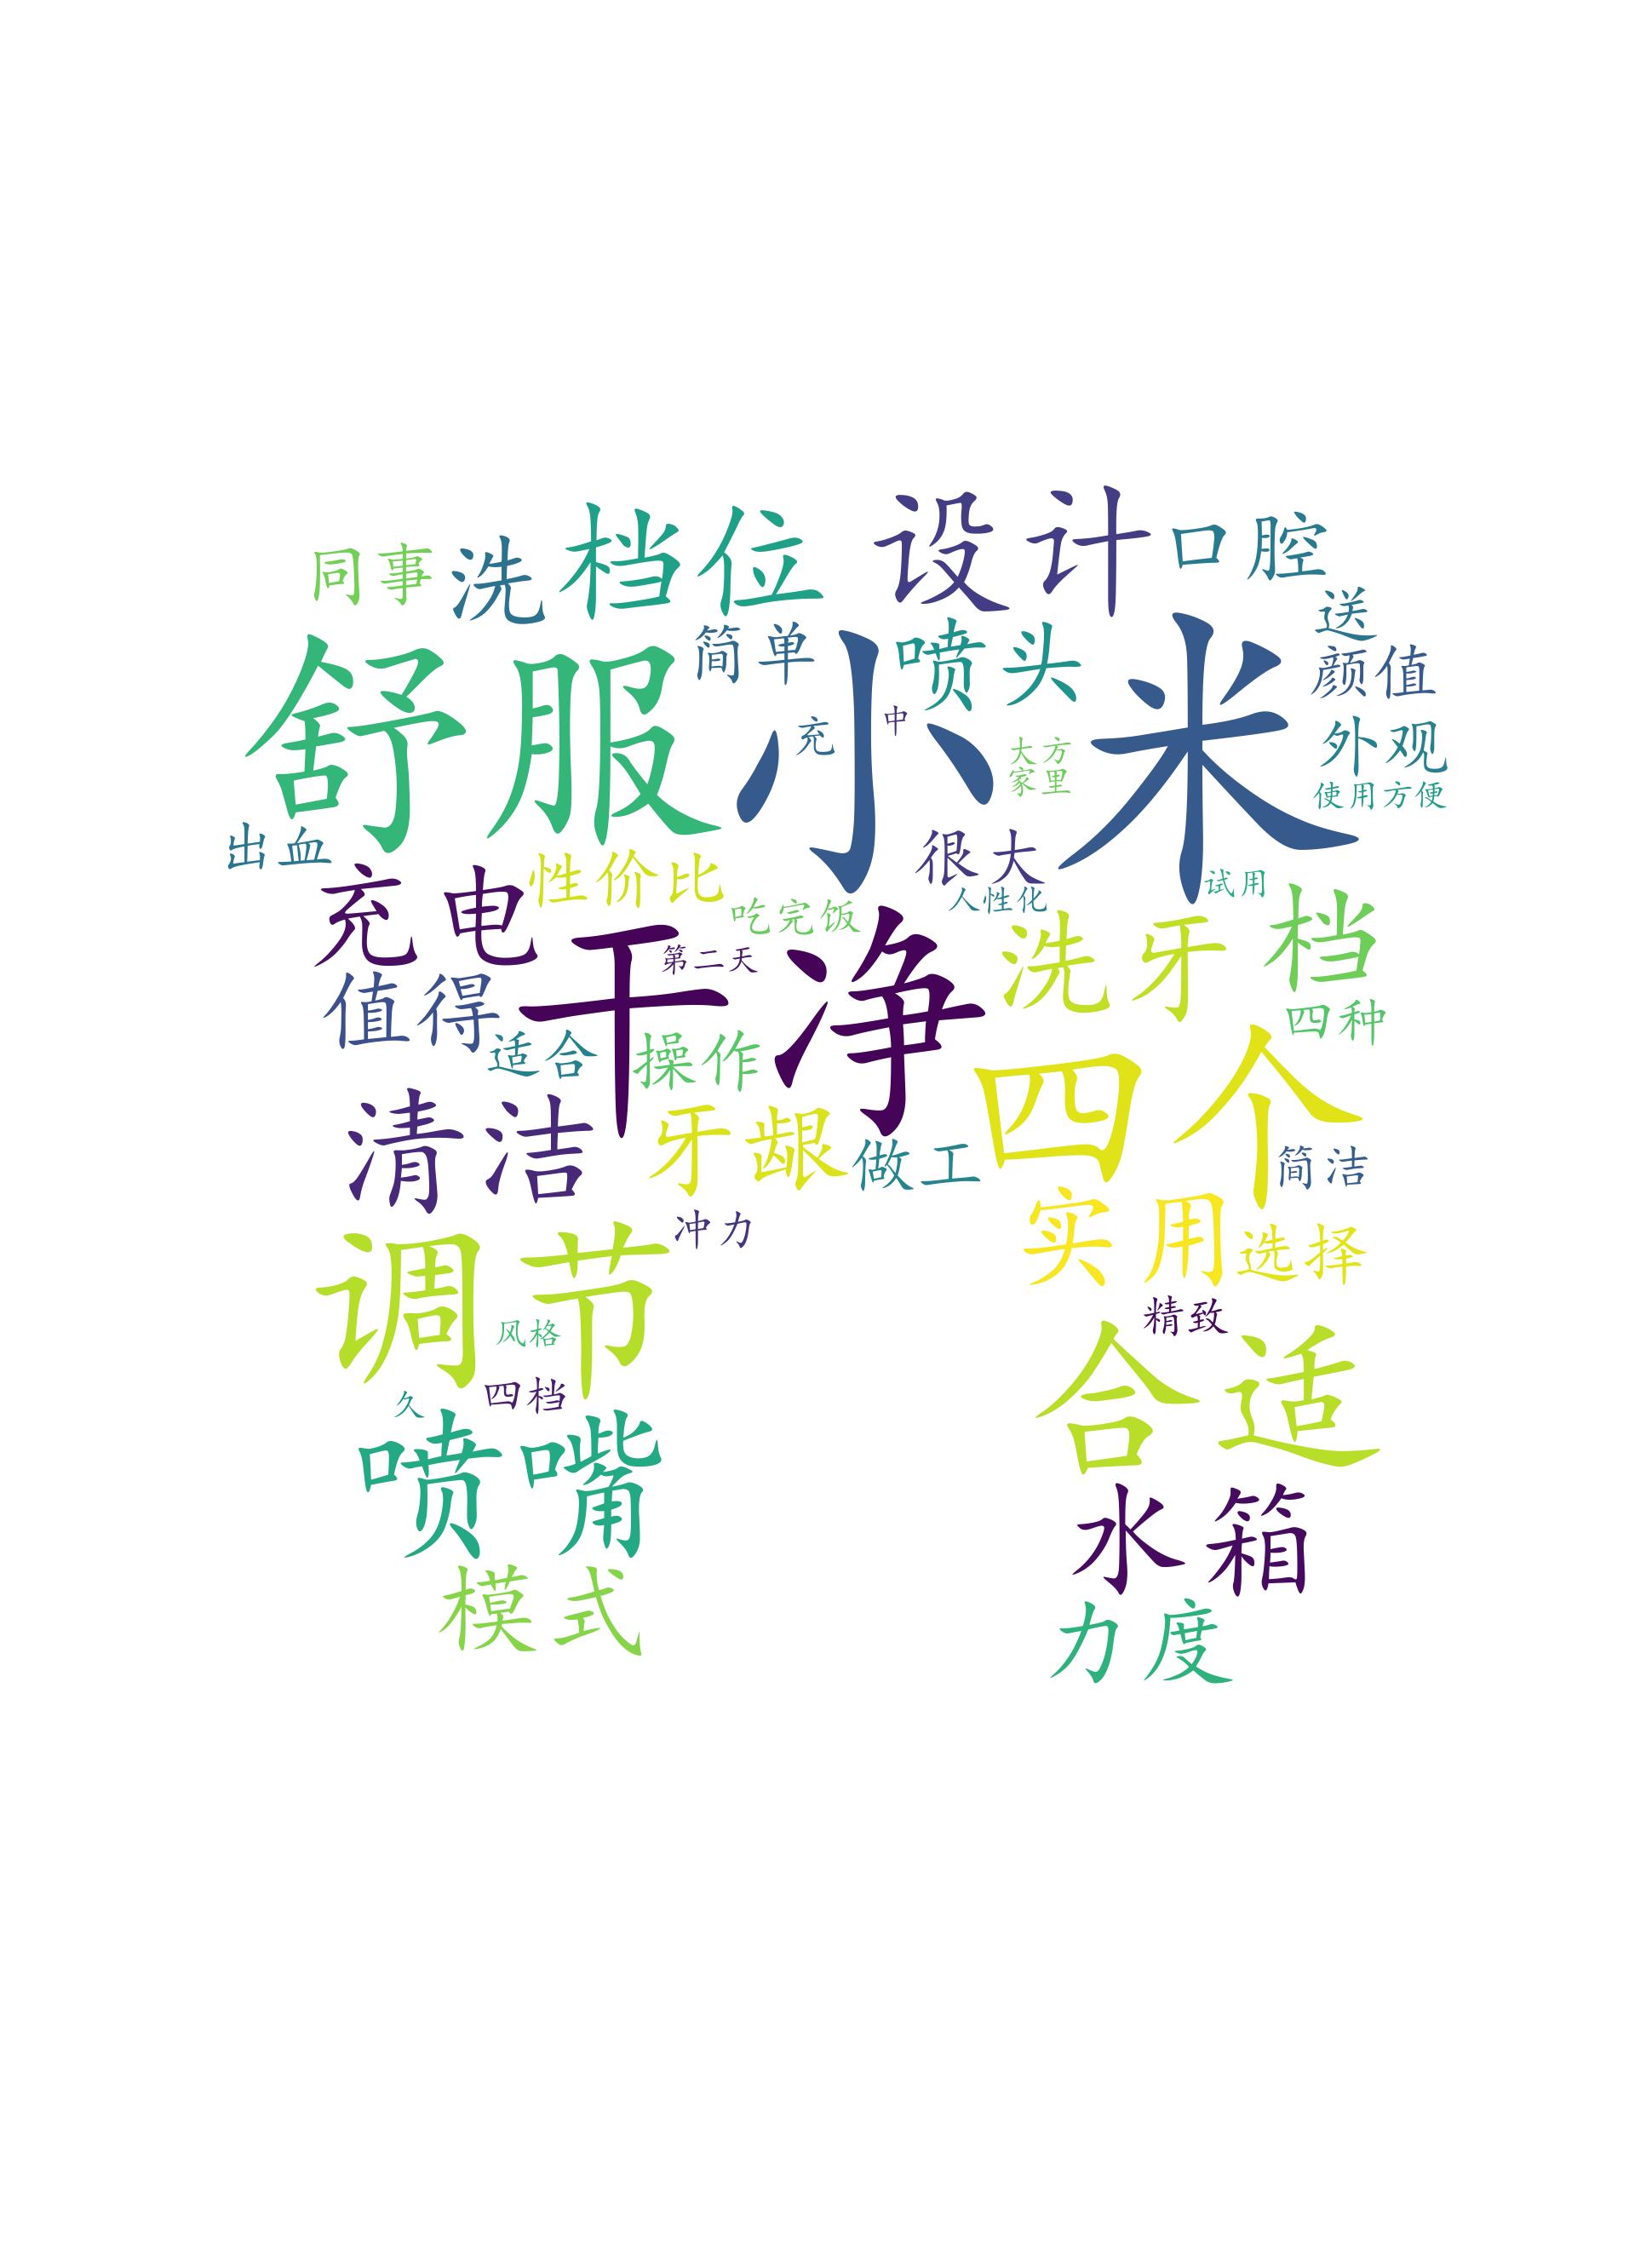 同事
洗
档位
设计
口腔
送
舒服
简单
小米
喷头
颜值
充
中
大方
家里
外观
使用方便
出血
很大
人性化
试用
充电
性价比
吃完饭
第二天
干净
洗牙
档
值得
适合
操作
四种
四个
清洁
牙龈
做工
简洁
冲力
实用
选择
调节
风格
精致
合适
久
四档
喷嘴
水箱
模式
力度